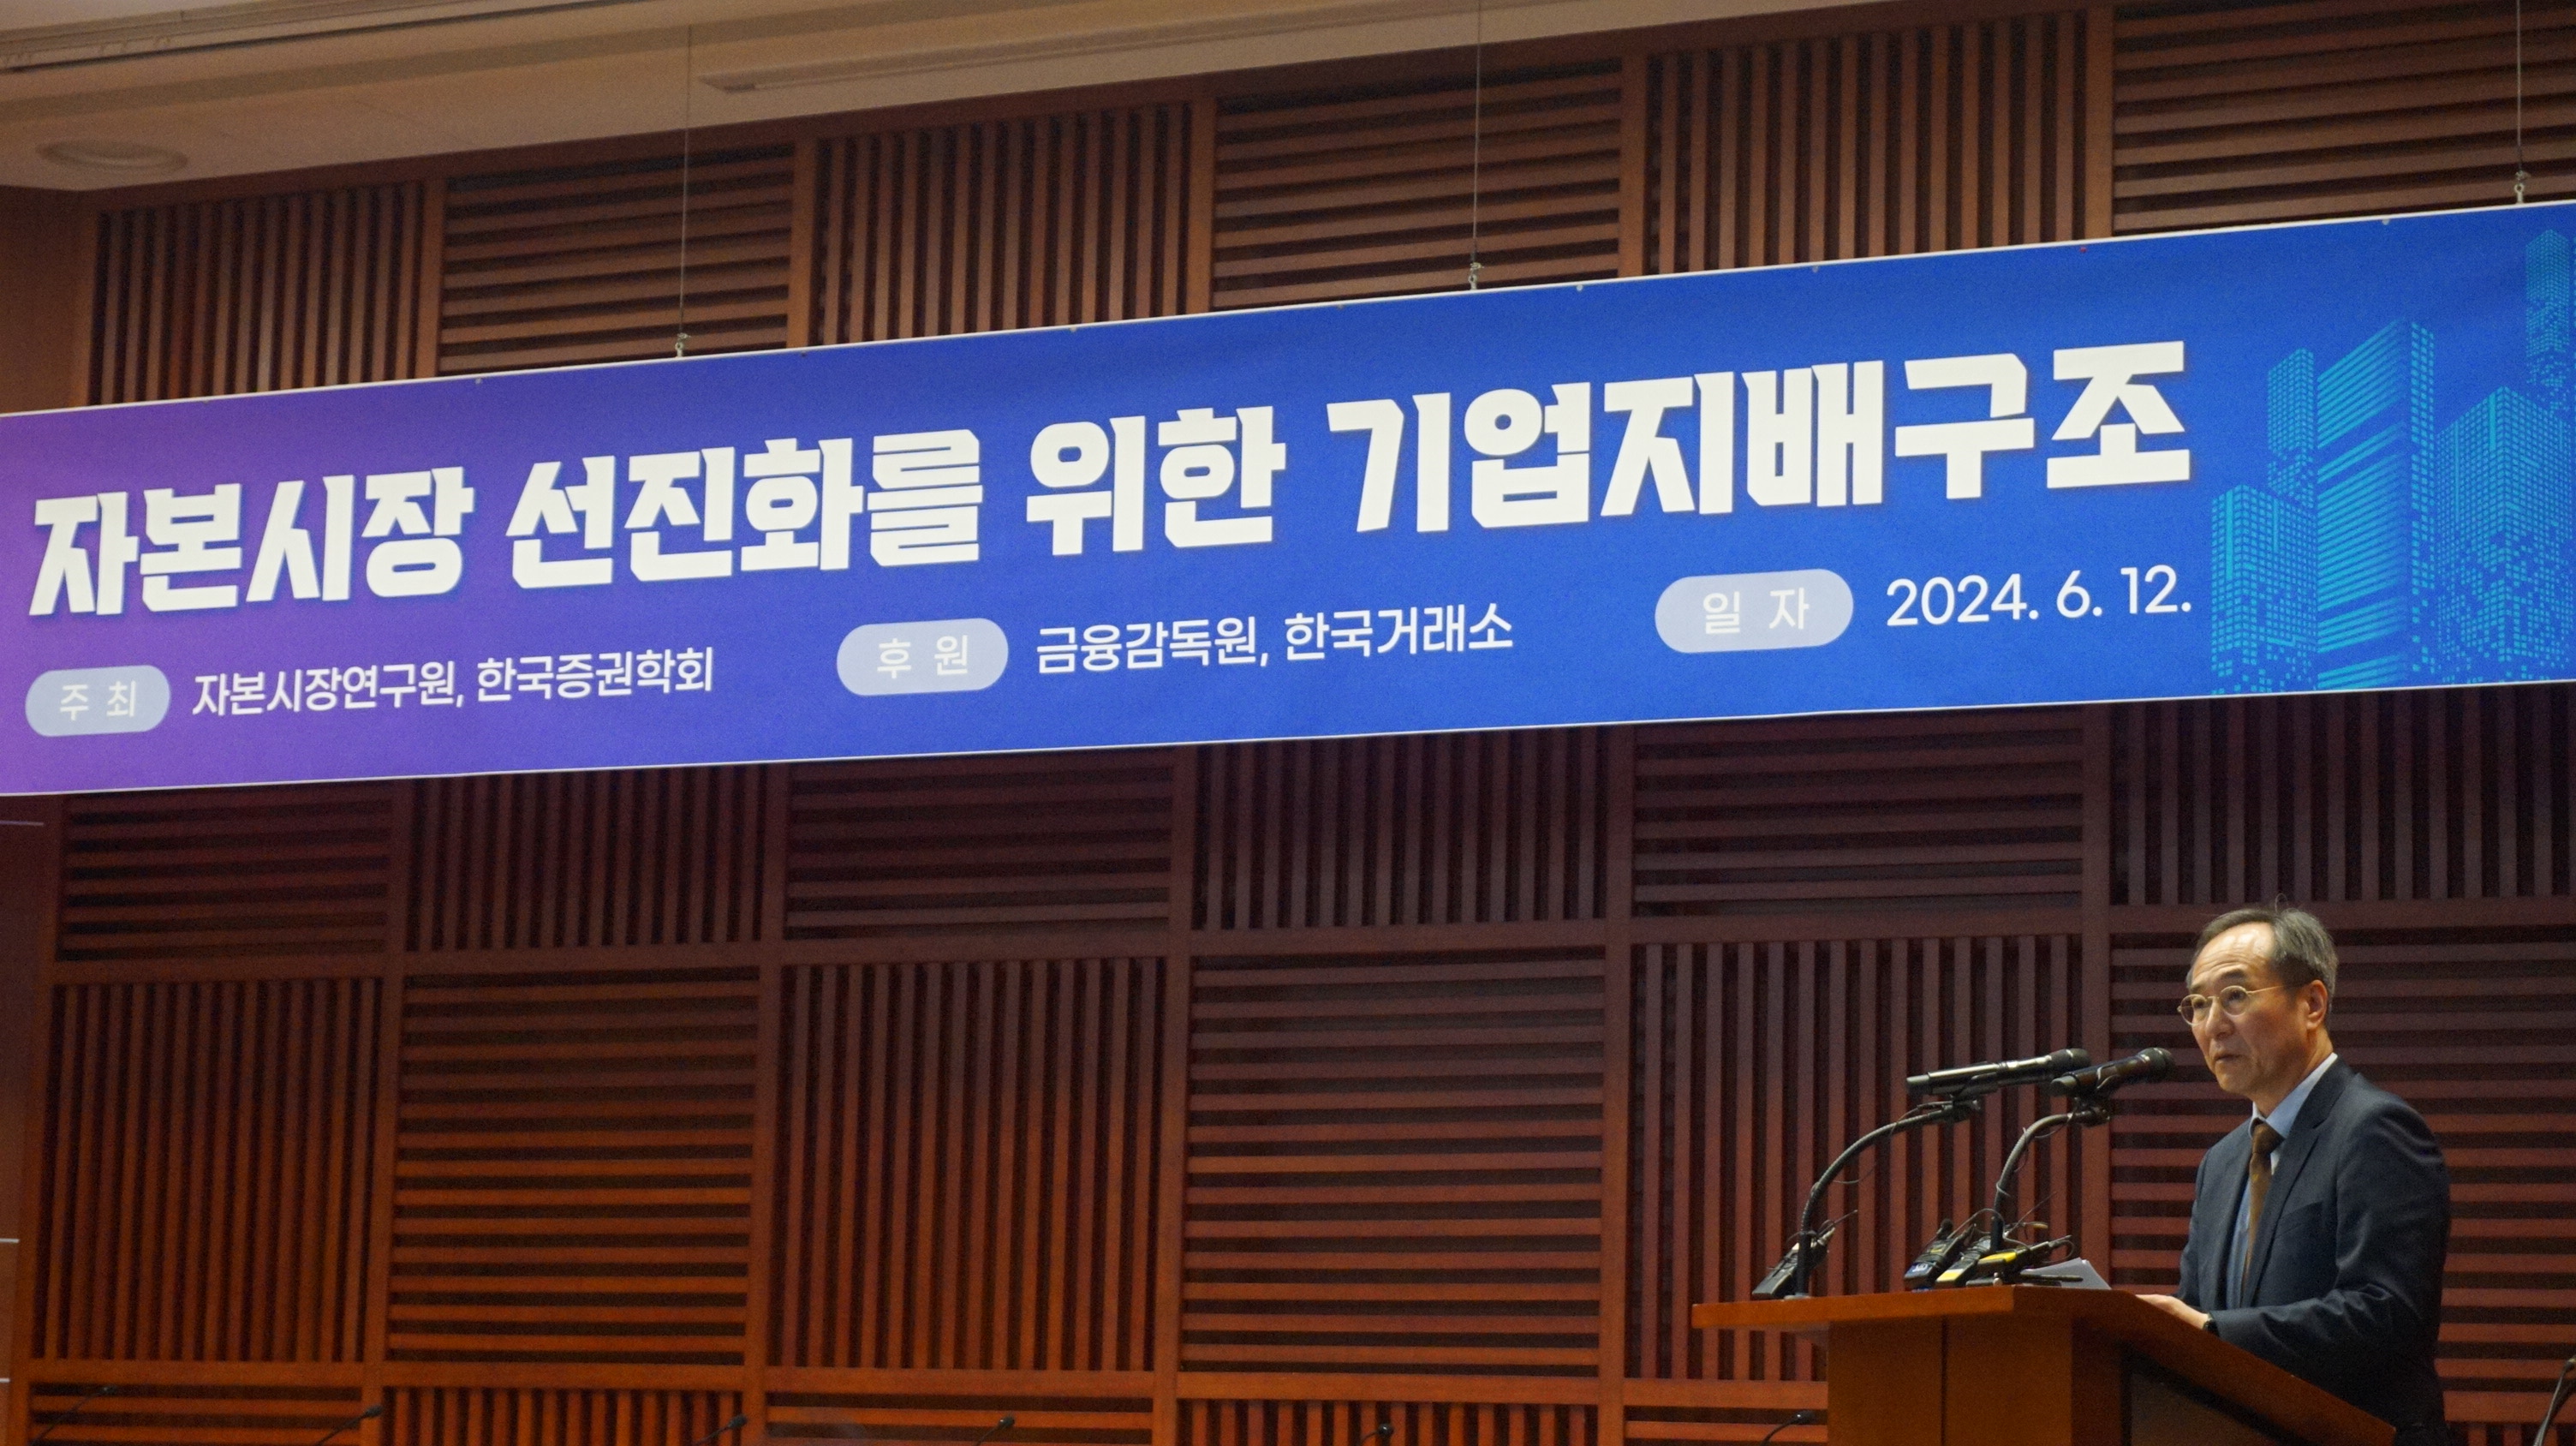 자본시장 선진화를 위한 기업지배구조
주 최 자본시장연구원, 한국증권학회 후 원 금융감독원, 한국거래소 일 자 2024. 6. 12.